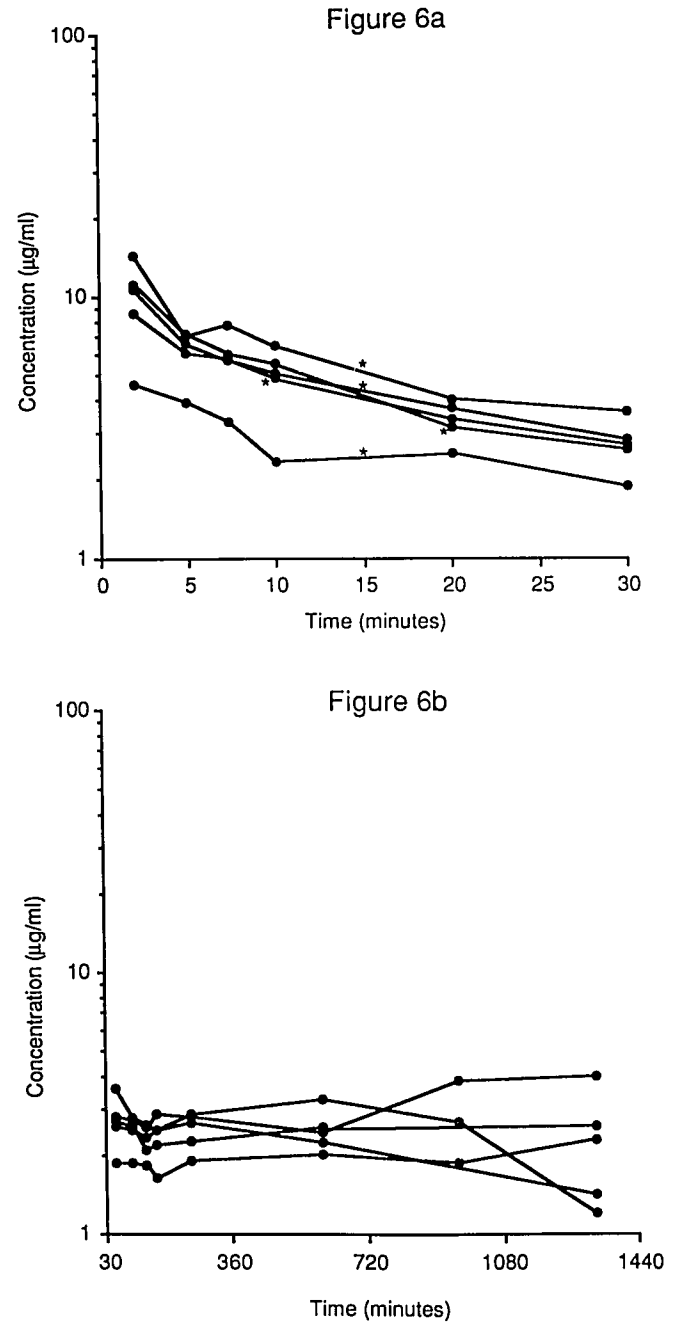 Figure 6a
100
10
1
Concentration (µg/ml)
* * * * *
0 5 10 15 20 25 30
Time (minutes)
Figure 6b
100
10
1
Concentration (µg/ml)
30 360 720 1080 1440
Time (minutes)